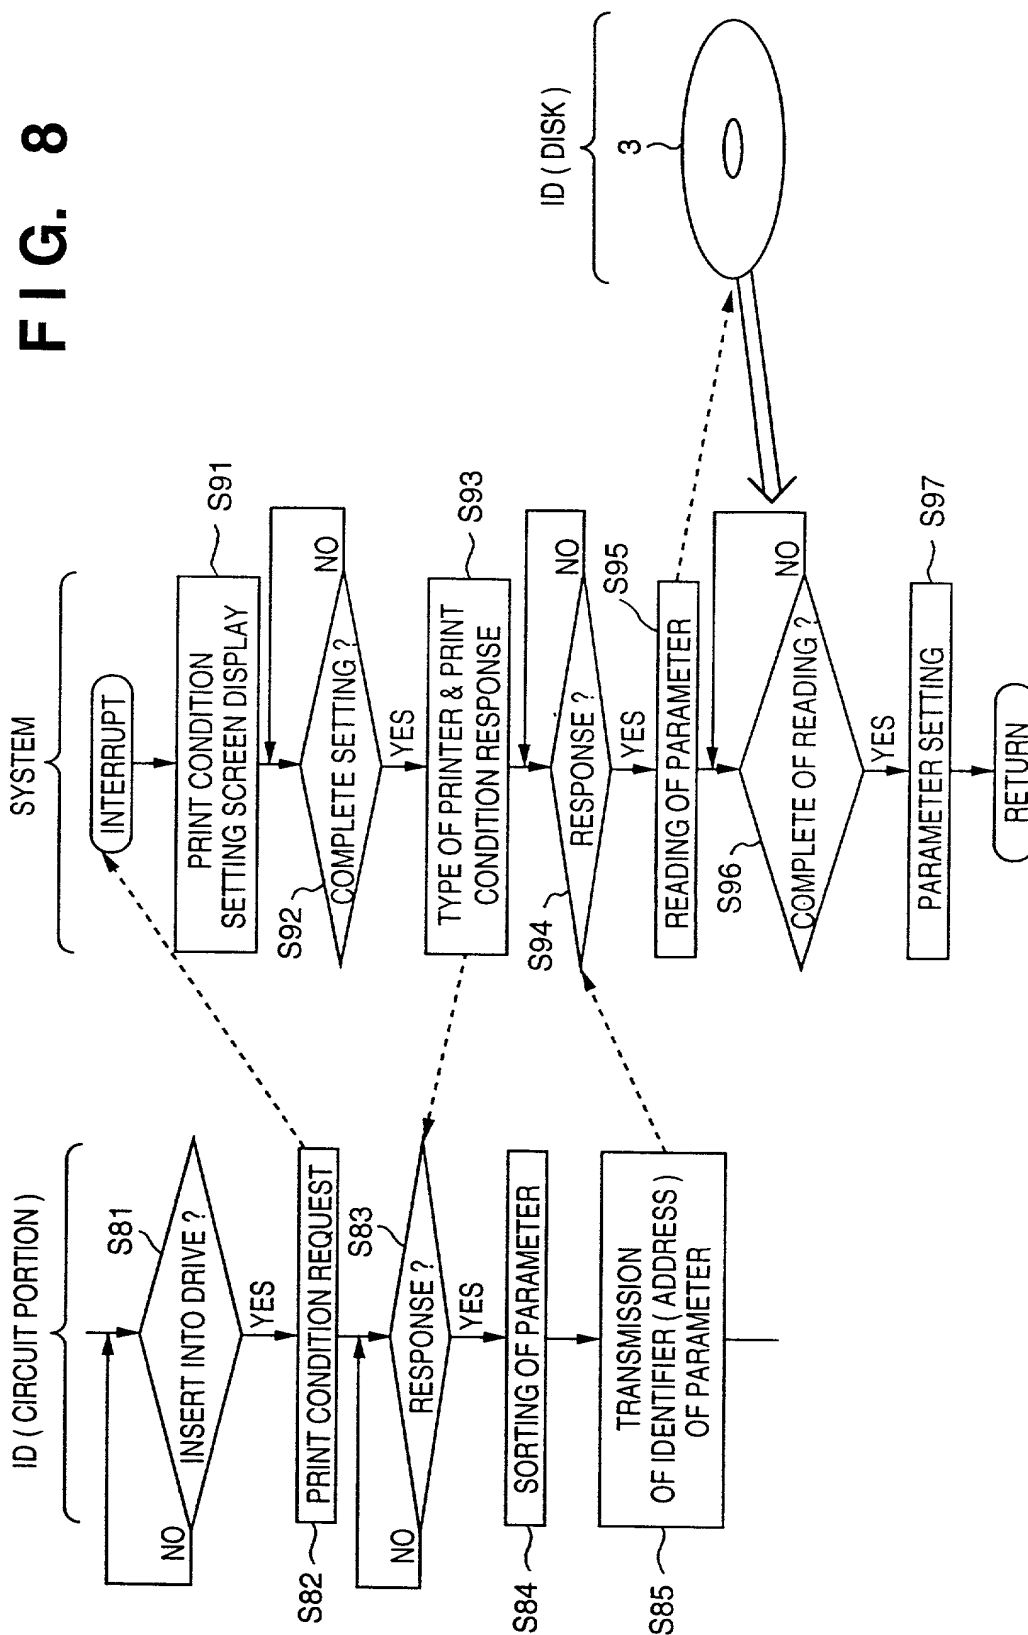 FIG. 8
ID ( CIRCUIT PORTION )
S81
INSERT INTO DRIVE ?
NO
YES
PRINT CONDITION REQUEST
S82
S83
RESPONSE ?
NO
YES
SORTING OF PARAMETER
S84
TRANSMISSION
OF IDENTIFIER ( ADDRESS )
OF PARAMETER
S85
SYSTEM
INTERRUPT
PRINT CONDITION
SETTING SCREEN DISPLAY
S91
S92
COMPLETE SETTING ?
NO
YES
TYPE OF PRINTER & PRINT
CONDITION RESPONSE
S93
S94
RESPONSE ?
NO
YES
S95
READING OF PARAMETER
S96
COMPLETE OF READING ?
NO
YES
PARAMETER SETTING
S97
RETURN
ID ( DISK )
3